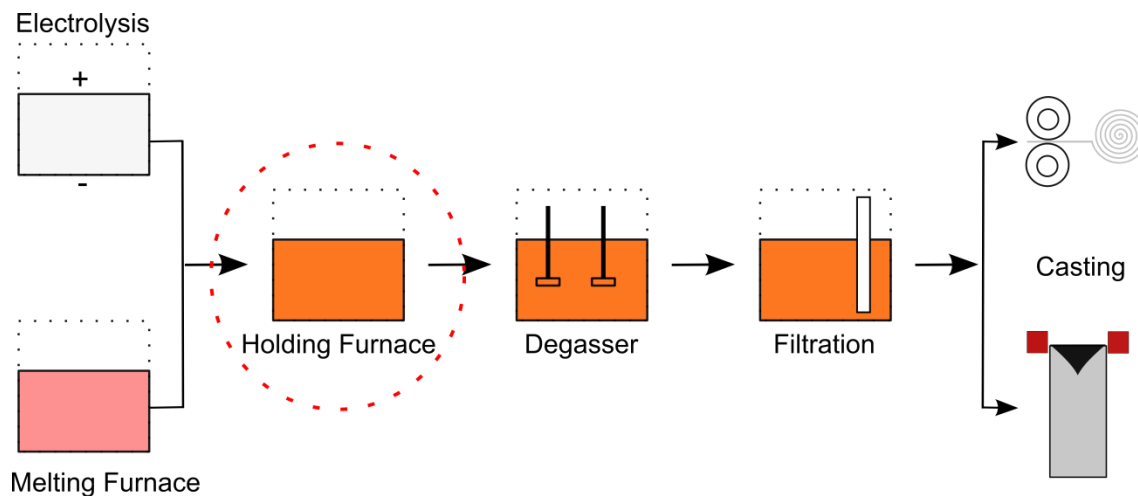 Electrolysis
+
-
Melting Furnace
Holding Furnace
Degasser
Filtration
Casting